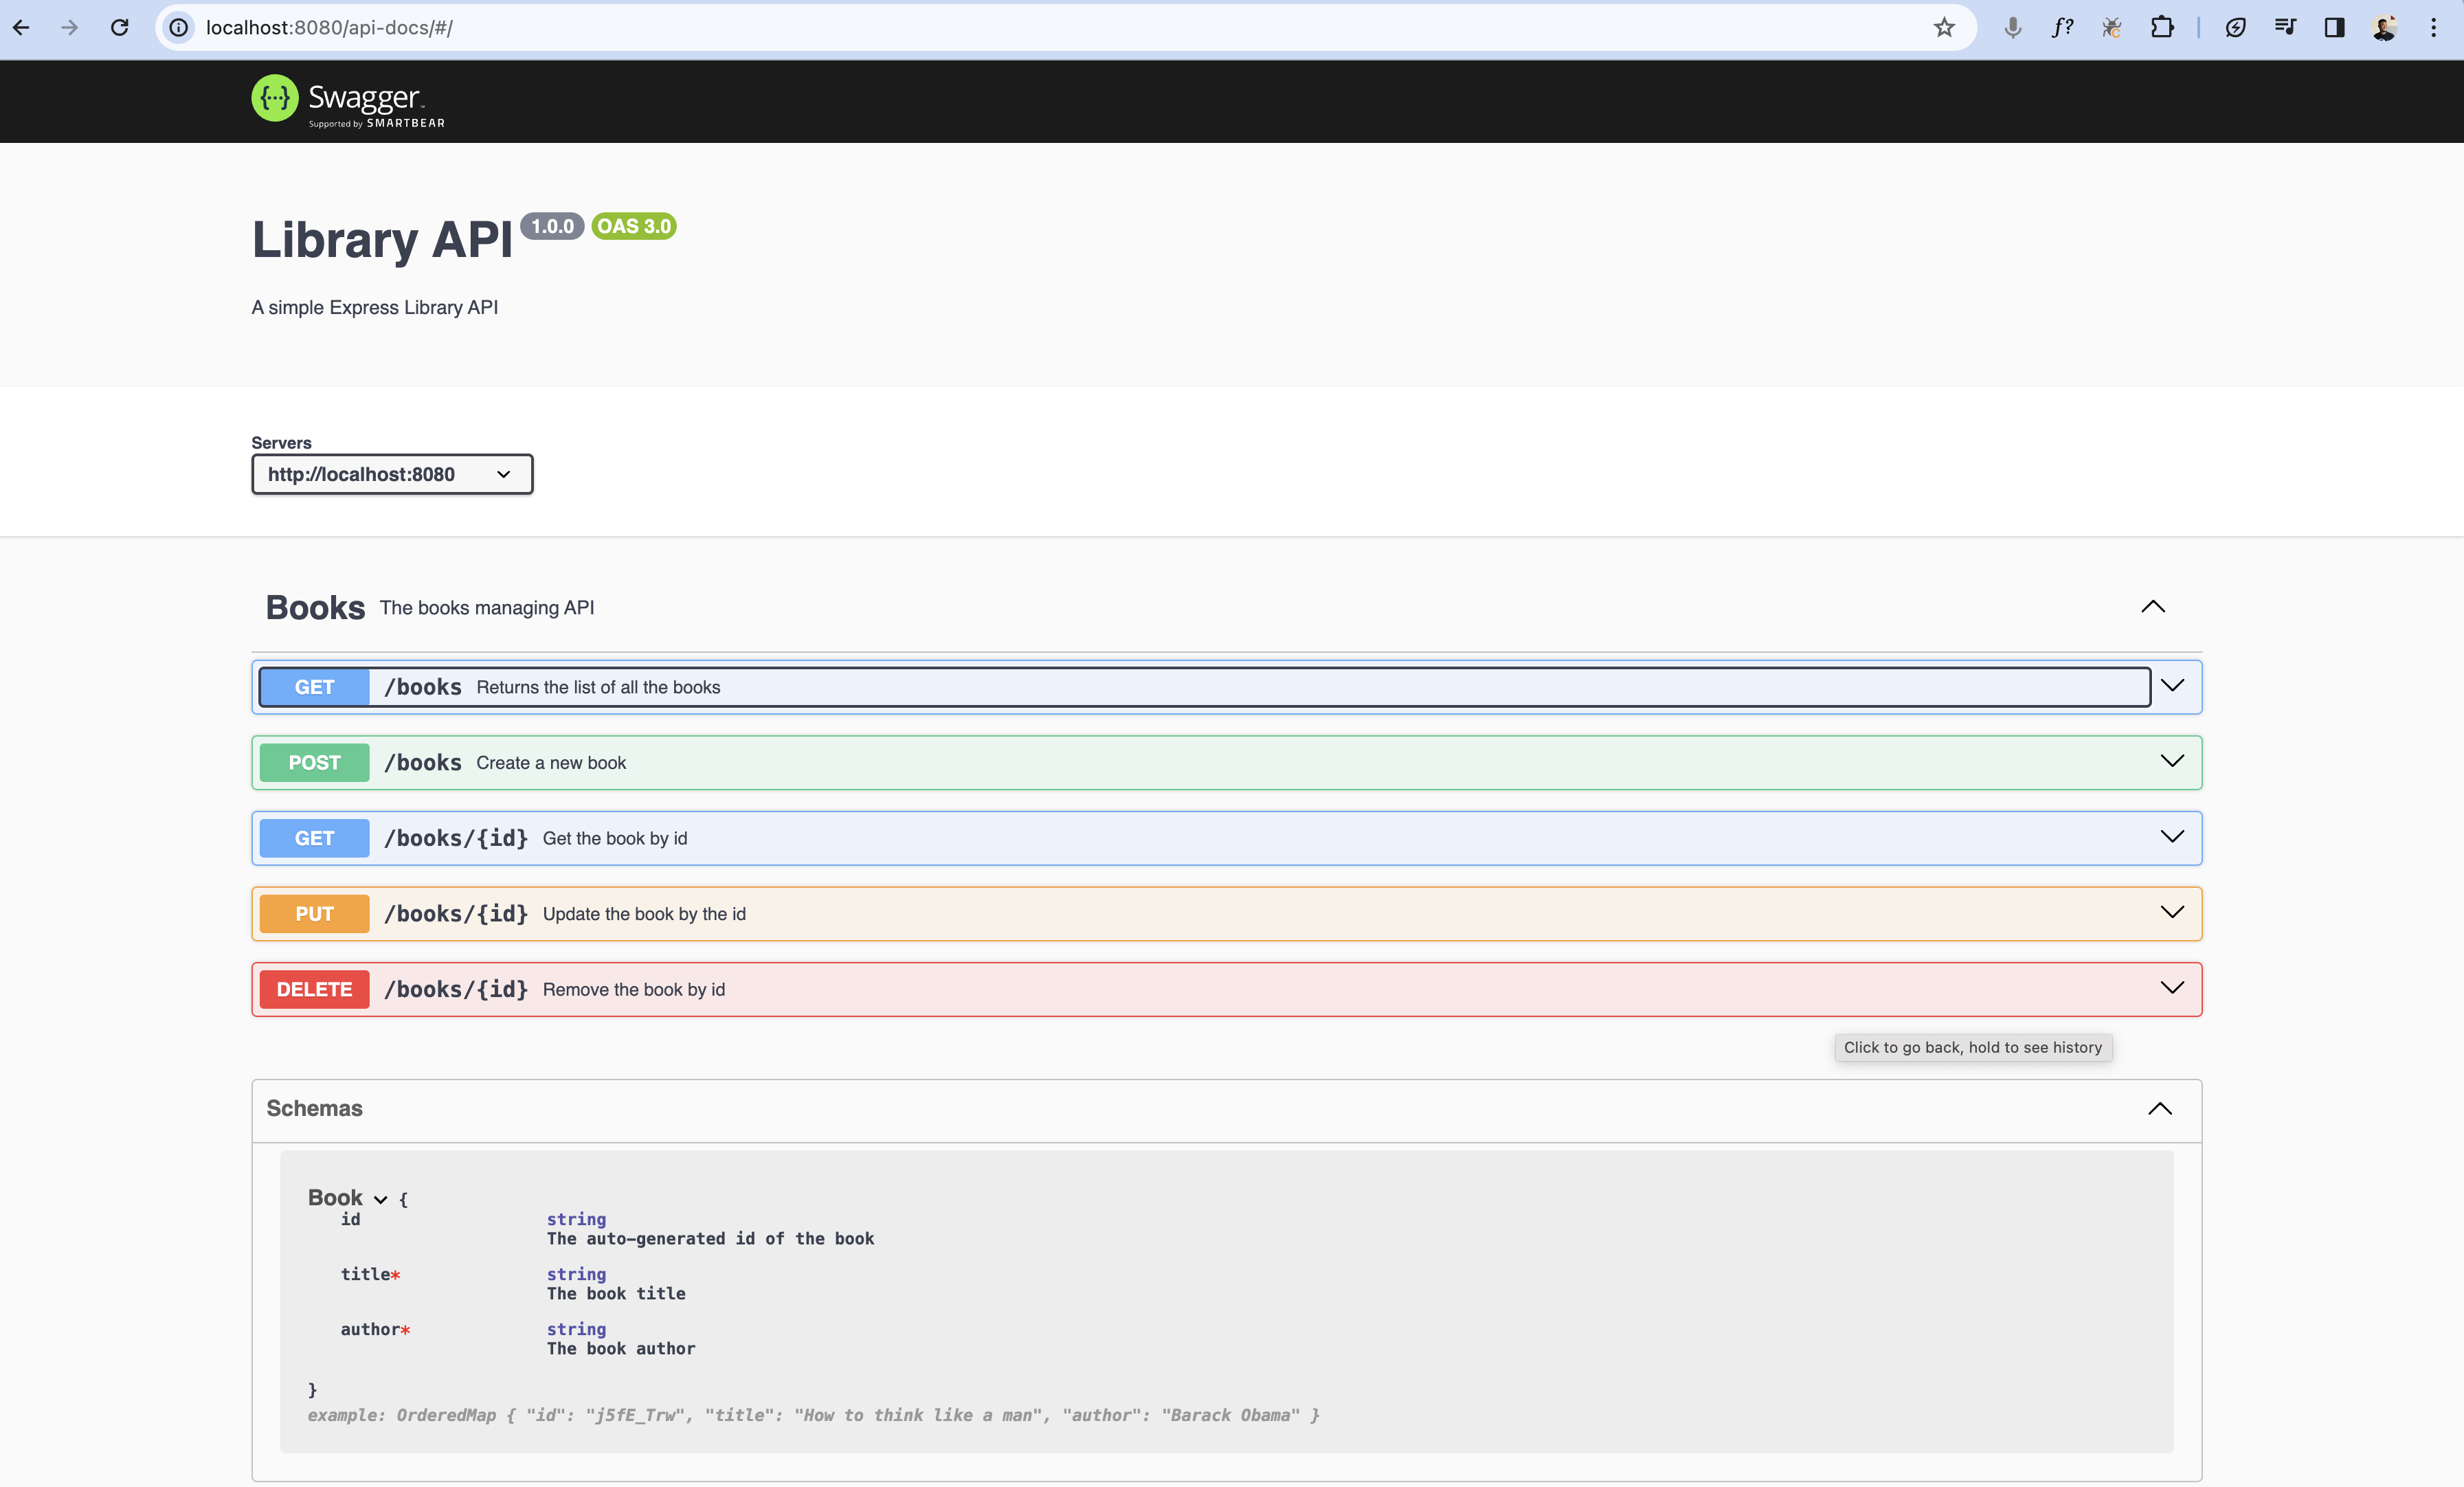 localhost:8080/api-docs/#/
f?
{···} Swagger
Supported by SMARTBEAR
Library API 1.0.0 OAS 3.0
A simple Express Library API
Servers
http://localhost:8080
Books The books managing API
GET /books Returns the list of all the books
POST /books Create a new book
GET /books/{id} Get the book by id
PUT /books/{id} Update the book by the id
DELETE /books/{id} Remove the book by id
Click to go back, hold to see history
Schemas
Book {
id string
The auto-generated id of the book
title* string
The book title
author* string
The book author
}
example: OrderedMap { "id": "j5fE_Trw", "title": "How to think like a man", "author": "Barack Obama" }